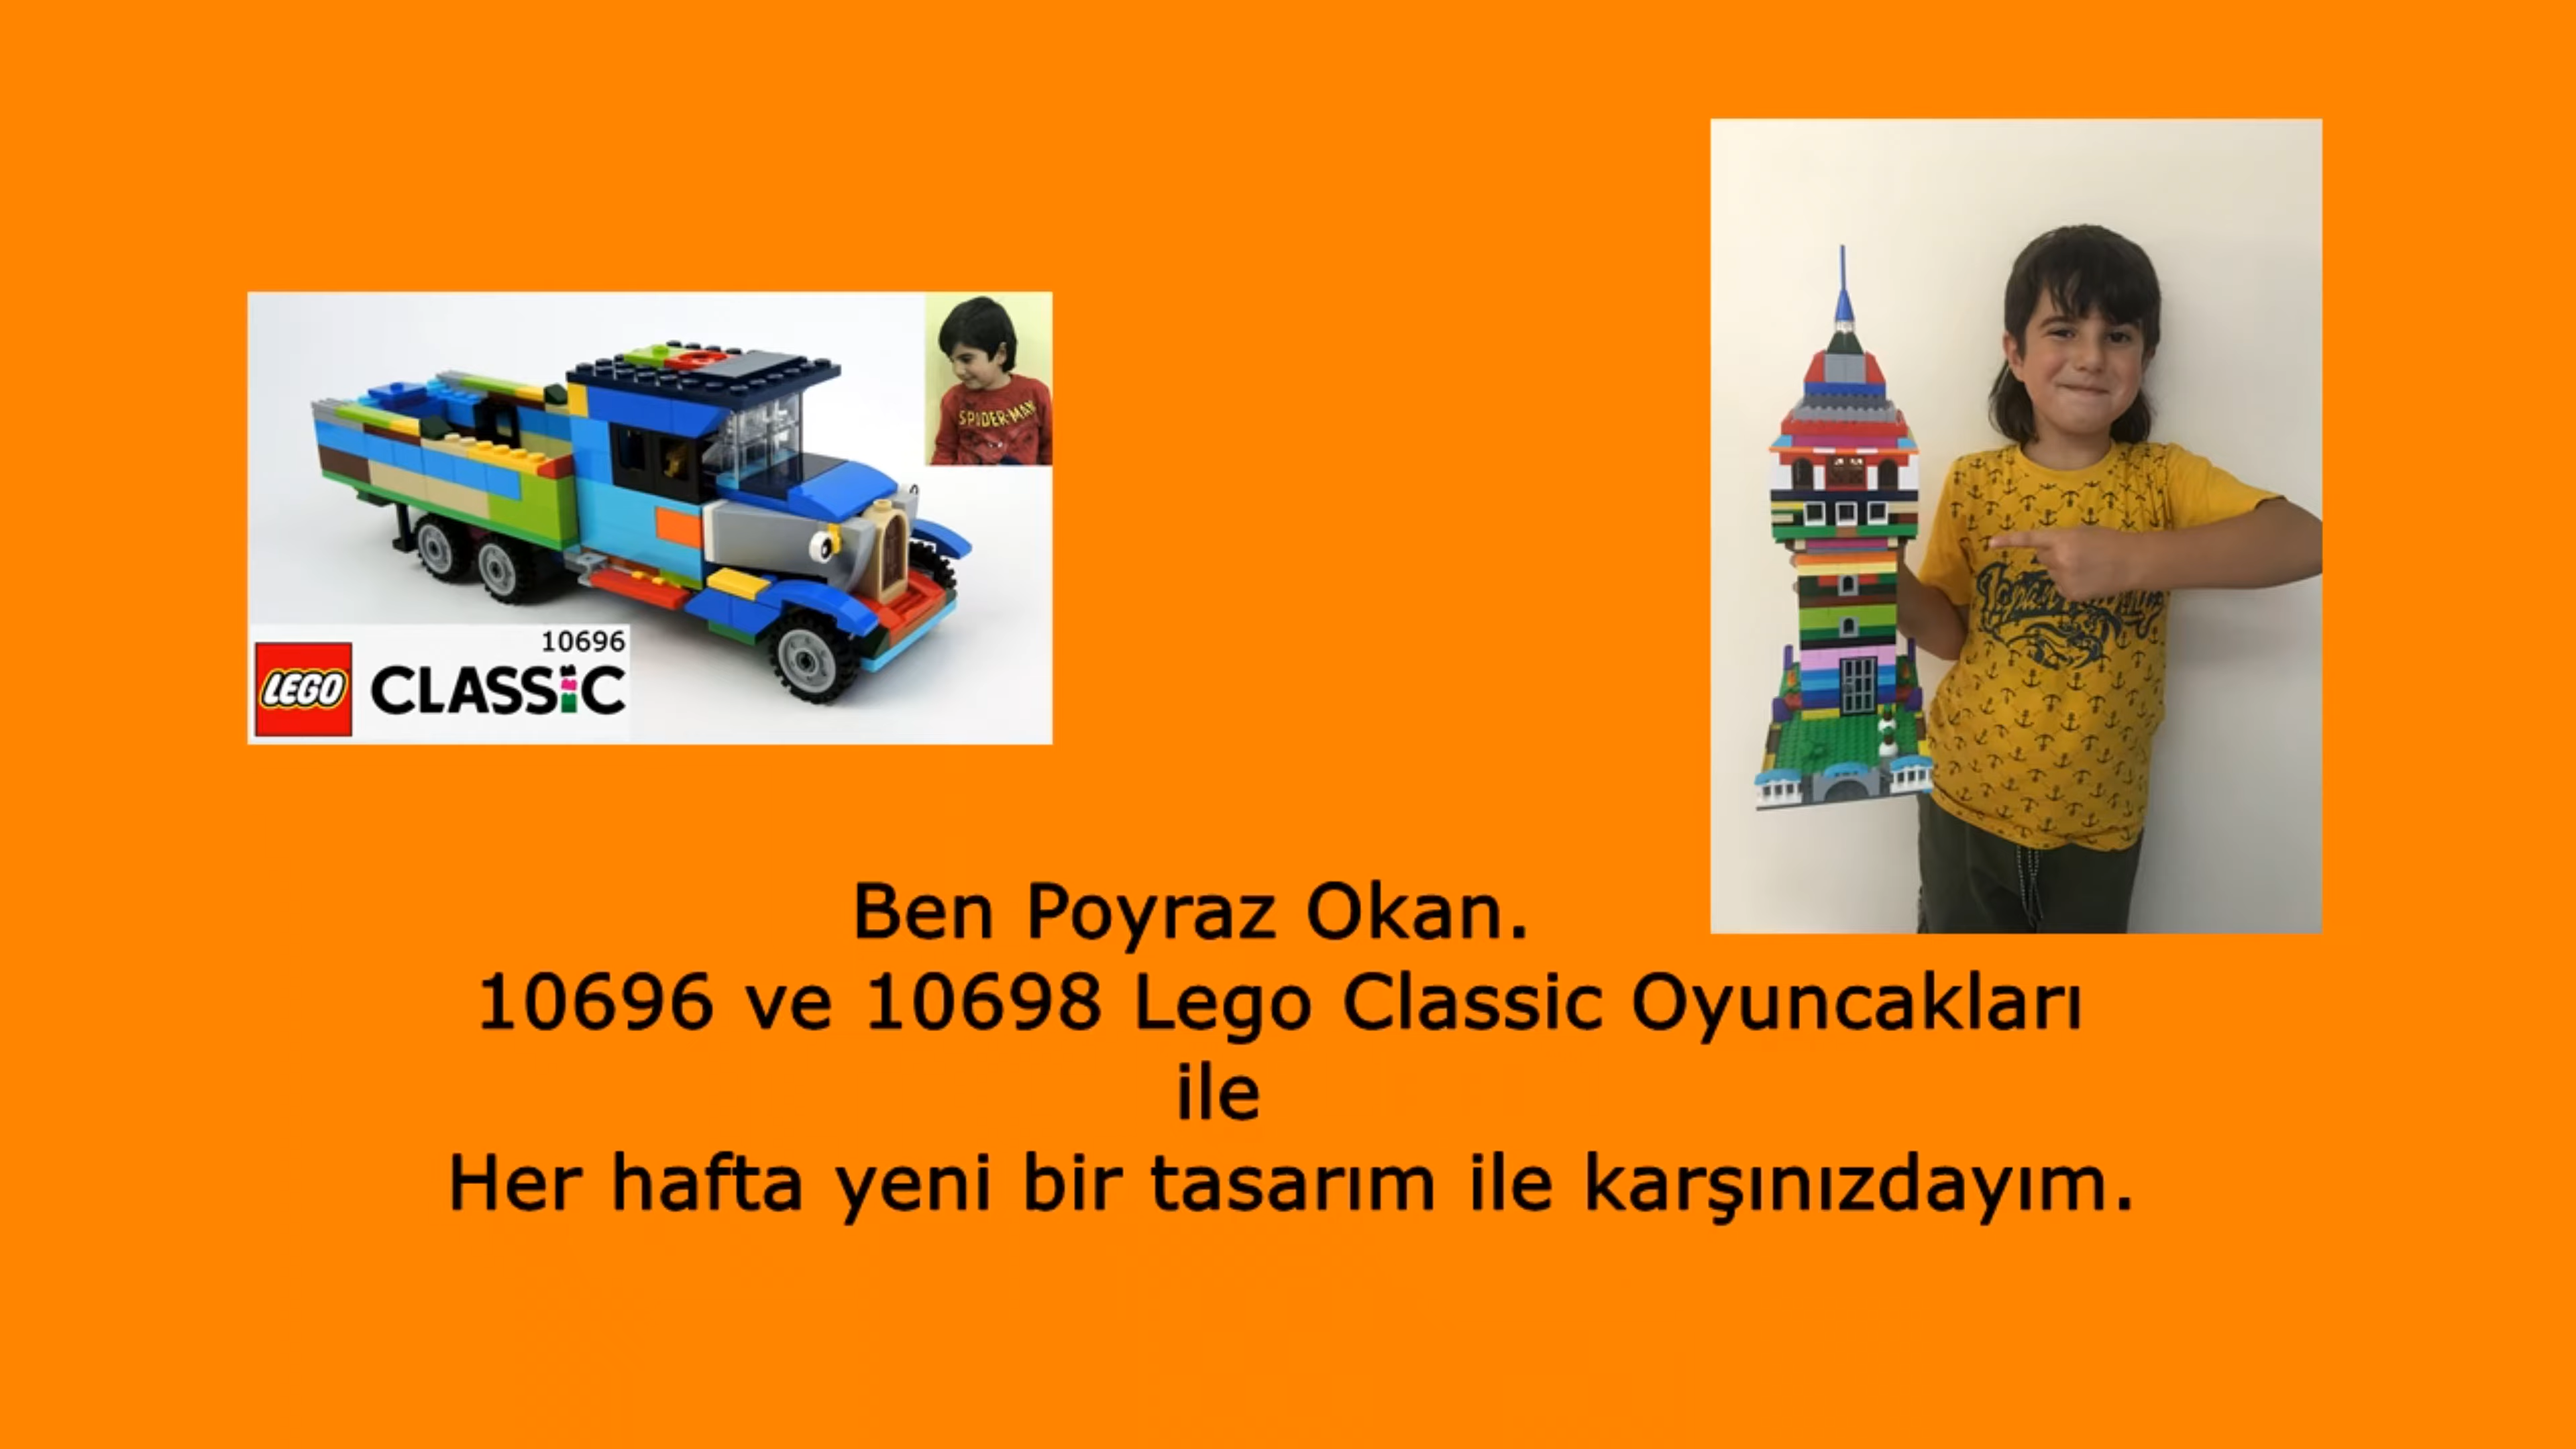 SPIDER-MAN
10696
LEGO CLASSiC
Ben Poyraz Okan.
10696 ve 10698 Lego Classic Oyuncakları
ile
Her hafta yeni bir tasarım ile karşınızdayım.